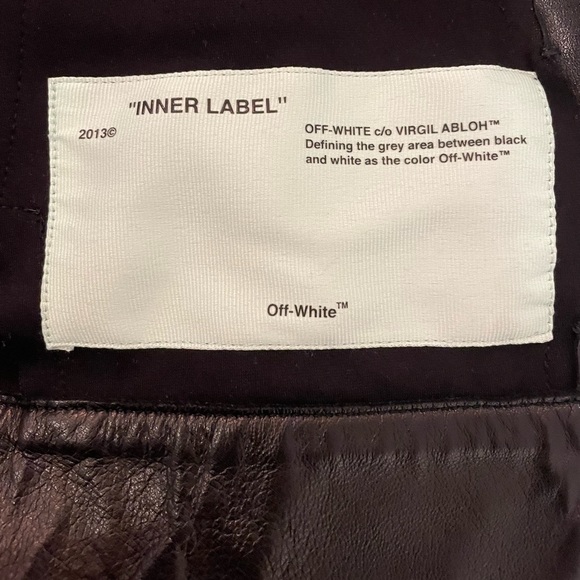 "INNER LABEL"
2013©
OFF-WHITE c/o VIRGIL ABLOH™
Defining the grey area between black
and white as the color Off-White™
Off-White™